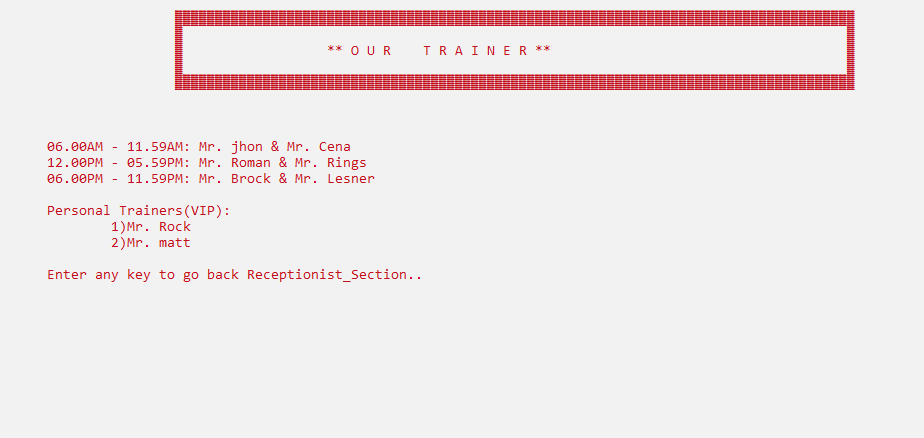 ** O U R    T R A I N E R **
06.00AM - 11.59AM: Mr. jhon & Mr. Cena
12.00PM - 05.59PM: Mr. Roman & Mr. Rings
06.00PM - 11.59PM: Mr. Brock & Mr. Lesner
Personal Trainers(VIP):
1)Mr. Rock
2)Mr. matt
Enter any key to go back Receptionist_Section..